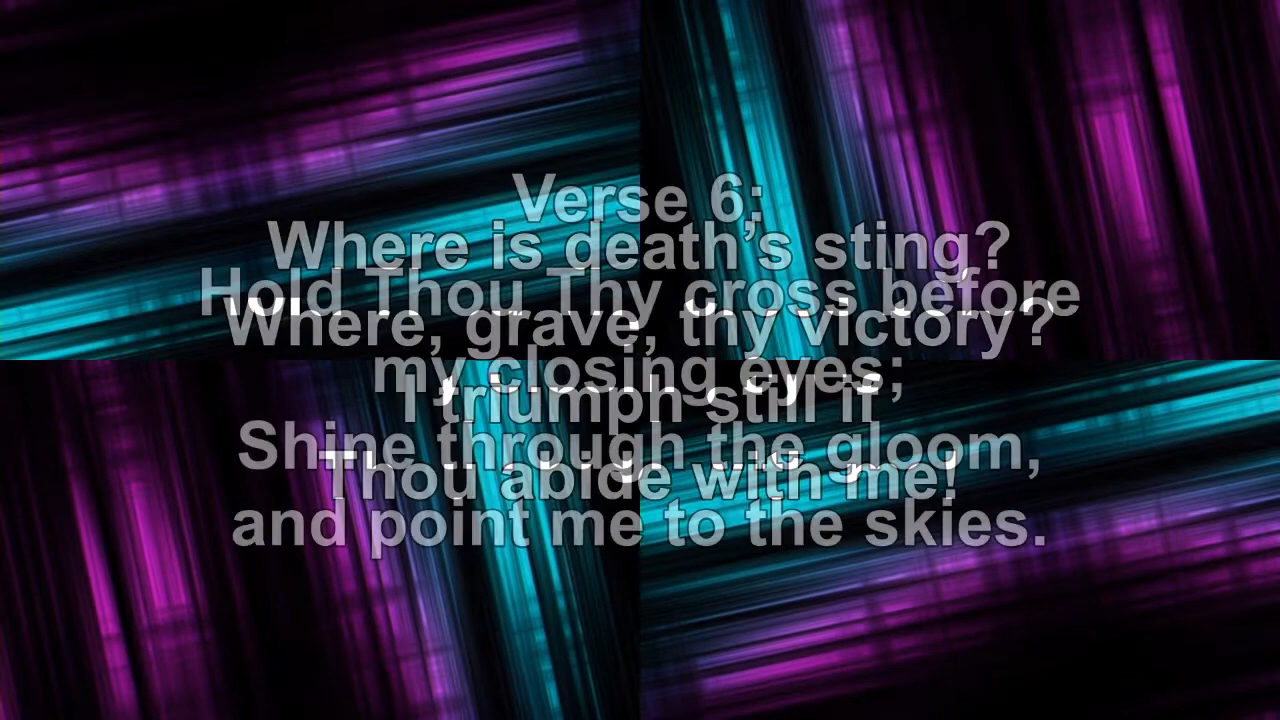 Verse 6:
Where is death’s sting?
Hold Thou Thy cross before
Where, grave, thy victory?
my closing eyes;
I triumph still if
Shine through the gloom,
Thou abide with me!
and point me to the skies.